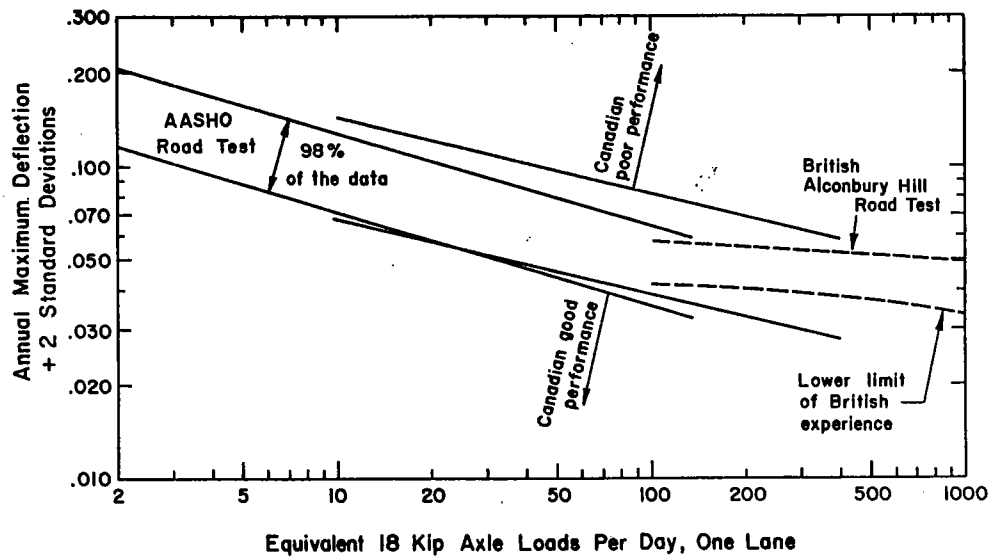 .300
.200
.100
.070
.050
.030
.020
.010
Annual Maximum Deflection
+ 2 Standard Deviations
AASHO
Road Test
98%
of the data
Canadian
poor performance
British
Alconbury Hill
Road Test
Canadian good
performance
Lower limit
of British
experience
2
5
10
20
50
100
200
500
1000
Equivalent 18 Kip Axle Loads Per Day, One Lane